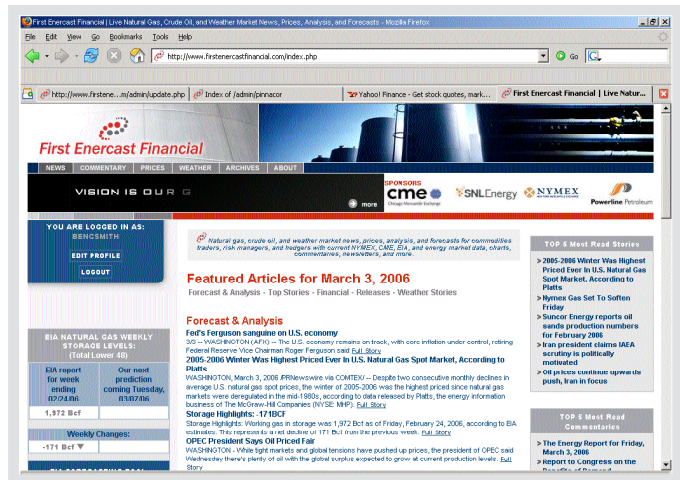 First Enercast Financial | Live Natural Gas, Crude Oil, and Weather Market News, Prices, Analysis, and Forecasts - Mozilla Firefox
File Edit View Go Bookmarks Tools Help
http://www.firstenercastfinancial.com/index.php
Go
http://www.firstene...m/admin/update.php
Index of /admin/pinnacor
Yahoo! Finance - Get stock quotes, mark...
First Enercast Financial | Live Natur...
First Enercast Financial
NEWS COMMENTARY PRICES WEATHER ARCHIVES ABOUT
VISION IS OUR G
more
SPONSORS
cme
Chicago Mercantile Exchange
SNLEnergy
NYMEX
Powerline Petroleum
YOU ARE LOGGED IN AS:
BENCSMITH
EDIT PROFILE
LOGOUT
EIA NATURAL GAS WEEKLY
STORAGE LEVELS:
(Total Lower 48)
EIA report
for week
ending
02/24/06
Our next
prediction
coming Tuesday,
03/07/06
1,972 Bcf
Weekly Changes:
-171 Bcf ▼
Natural gas, crude oil, and weather market news, prices, analysis, and forecasts for commodities
traders, risk managers, and hedgers with current NYMEX, CME, EIA, and energy market data, charts,
commentaries, newsletters, and more.
Featured Articles for March 3, 2006
Forecast & Analysis - Top Stories - Financial - Releases - Weather Stories
Forecast & Analysis
Fed's Ferguson sanguine on U.S. economy
3/3 -- WASHINGTON (AFX) -- The U.S. economy remains on track, with core inflation under control, retiring
Federal Reserve Vice Chairman Roger Ferguson said Full Story
2005-2006 Winter Was Highest Priced Ever In U.S. Natural Gas Spot Market, According to
Platts
WASHINGTON, March 3, 2006 /PRNewswire via COMTEX/ -- Despite two consecutive monthly declines in
average U.S. natural gas spot prices, the winter of 2005-2006 was the highest priced since natural gas
markets were deregulated in the mid-1980s, according to data released by Platts, the energy information
business of The McGraw-Hill Companies (NYSE: MHP). Full Story
Storage Highlights: -171BCF
Storage Highlights: Working gas in storage was 1,972 Bcf as of Friday, February 24, 2006, according to EIA
estimates. This represents a net decline of 171 Bcf from the previous week. Full Story
OPEC President Says Oil Priced Fair
WASHINGTON - While tight markets and global tensions have pushed up prices, the president of OPEC said
Wednesday there's plenty of oil with the global surplus expected to grow at current production levels. Full
Story
TOP 5 Most Read Stories
» 2005-2006 Winter Was Highest
Priced Ever In U.S. Natural Gas
Spot Market, According to
Platts
» Nymex Gas Set To Soften
Friday
» Suncor Energy reports oil
sands production numbers
for February 2006
» Iran president claims IAEA
scrutiny is politically
motivated
» Oil prices continue upwards
push, Iran in focus
TOP 5 Most Read
Commentaries
» The Energy Report for Friday,
March 3, 2006
» Report to Congress on the
Benefits of Demand